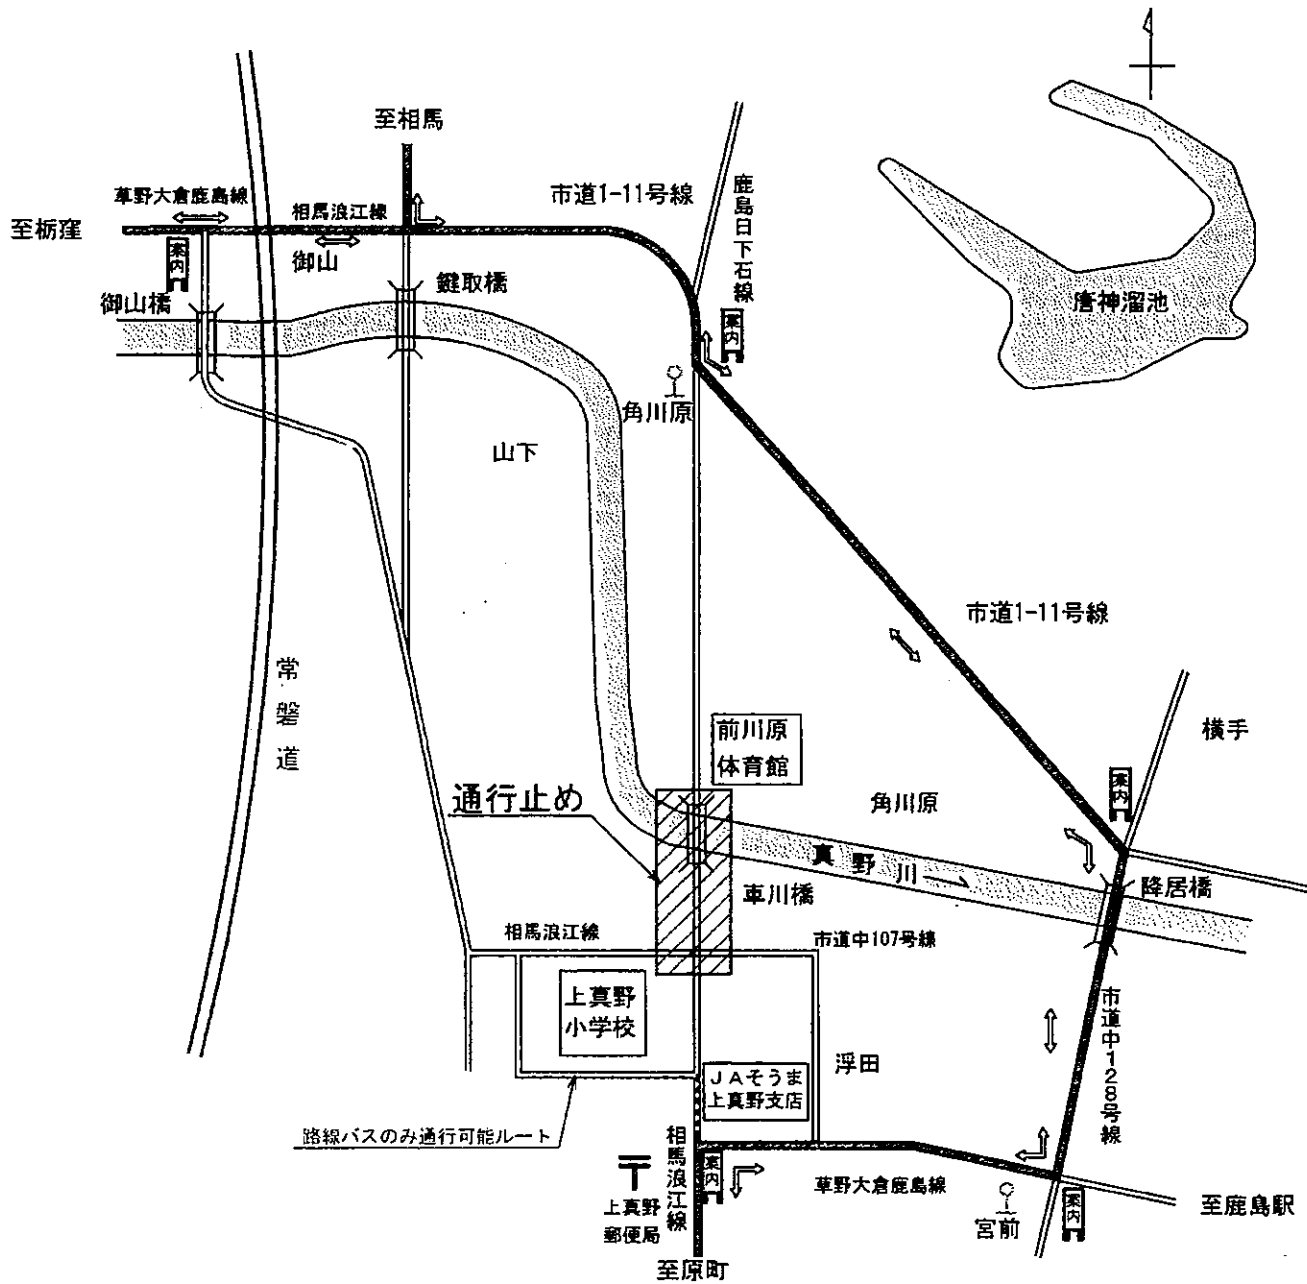 至相馬
草野大倉鹿島線
相馬浪江線
市道1-11号線
鹿島日下石線
至栃窪
案内
御山
鍵取橋
御山橋
唐神溜池
案内
角川原
山下
市道1-11号線
常磐道
横手
前川原
体育館
案内
通行止め
角川原
真野川
車川橋
降居橋
相馬浪江線
市道中107号線
上真野
小学校
市道中128号線
浮田
JAそうま
上真野支店
路線バスのみ通行可能ルート
相馬浪江線
案内
草野大倉鹿島線
上真野
郵便局
宮前
案内
至鹿島駅
至原町